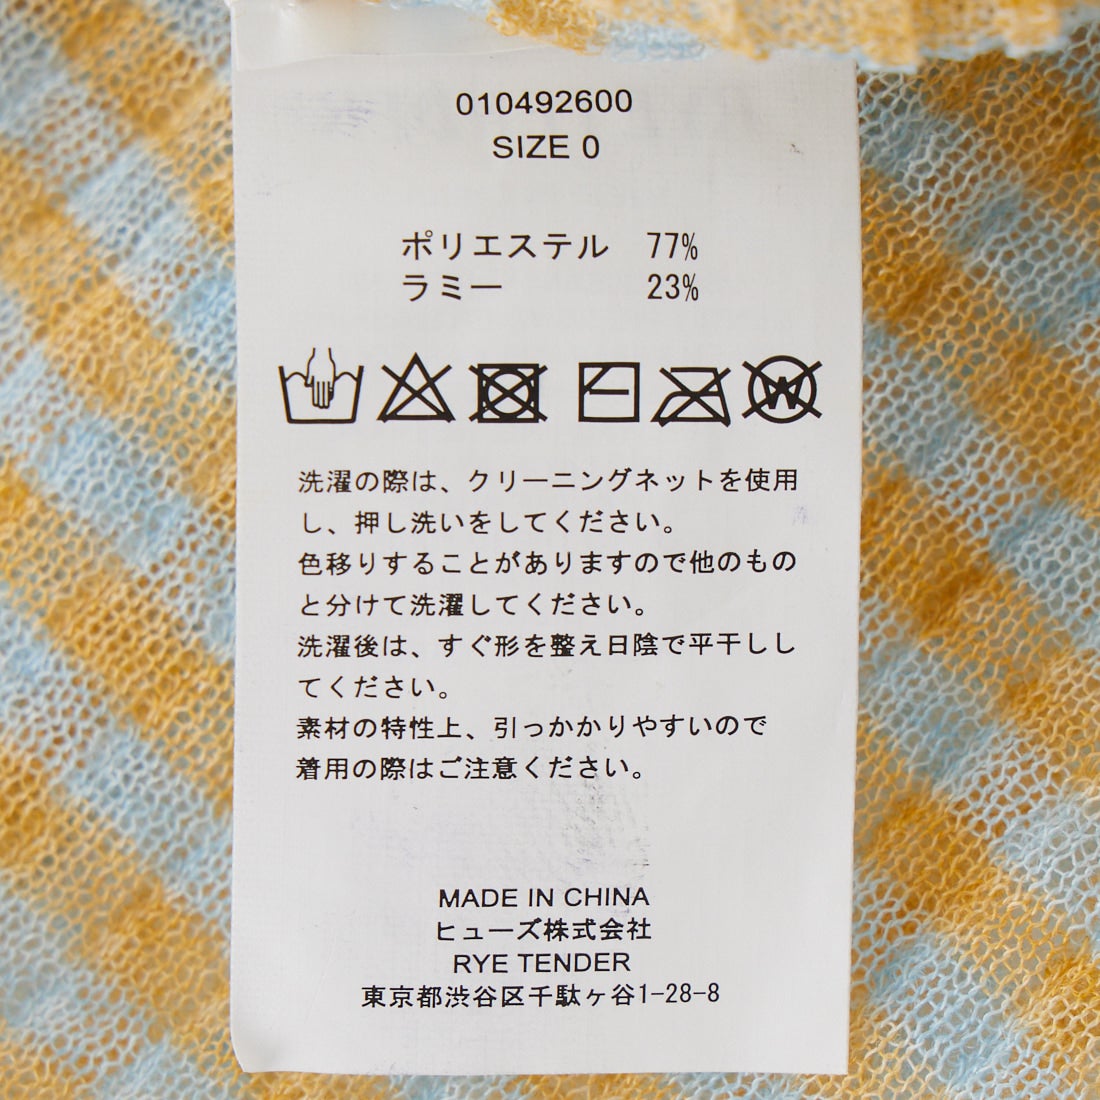 010492600
SIZE 0
ポリエステル 77%
ラミー 23%
W
洗濯の際は、クリーニングネットを使用
し、押し洗いをしてください。
色移りすることがありますので他のもの
と分けて洗濯してください。
洗濯後は、すぐ形を整え日陰で平干しし
てください。
素材の特性上、引っかかりやすいので
着用の際はご注意ください。
MADE IN CHINA
ヒューズ株式会社
RYE TENDER
東京都渋谷区千駄ヶ谷1-28-8